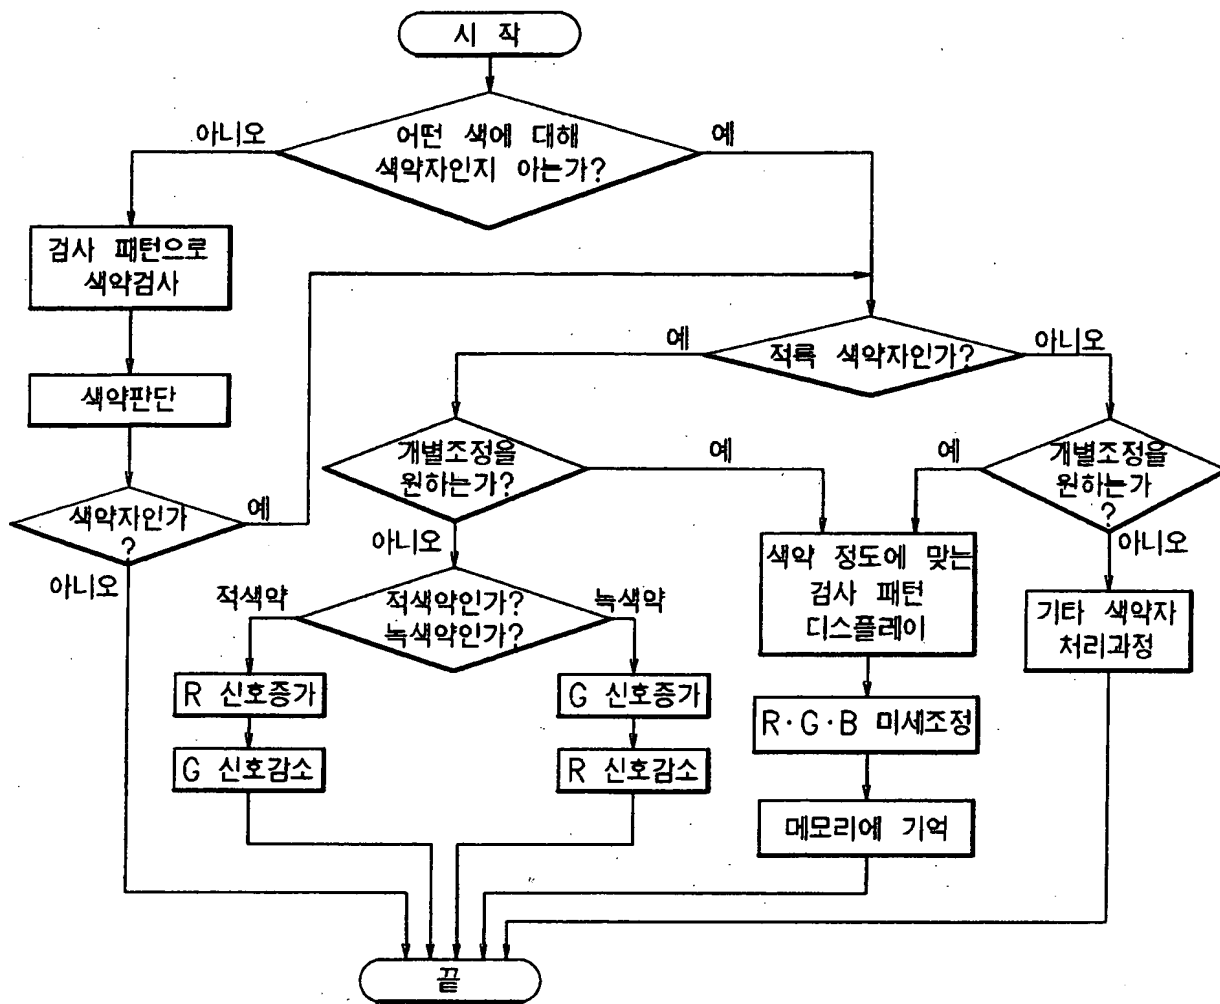 시 작
어떤 색에 대해
색약자인지 아는가?
아니오
예
검사 패턴으로
색약검사
색약판단
색약자인가
?
예
아니오
적록 색약자인가?
예
아니오
개별조정을
원하는가?
예
아니오
개별조정을
원하는가
?
예
아니오
적색약인가?
녹색약인가?
적색약
녹색약
R 신호증가
G 신호감소
G 신호증가
R 신호감소
색약 정도에 맞는
검사 패턴
디스플레이
R·G·B 미세조정
메모리에 기억
기타 색약자
처리과정
끝